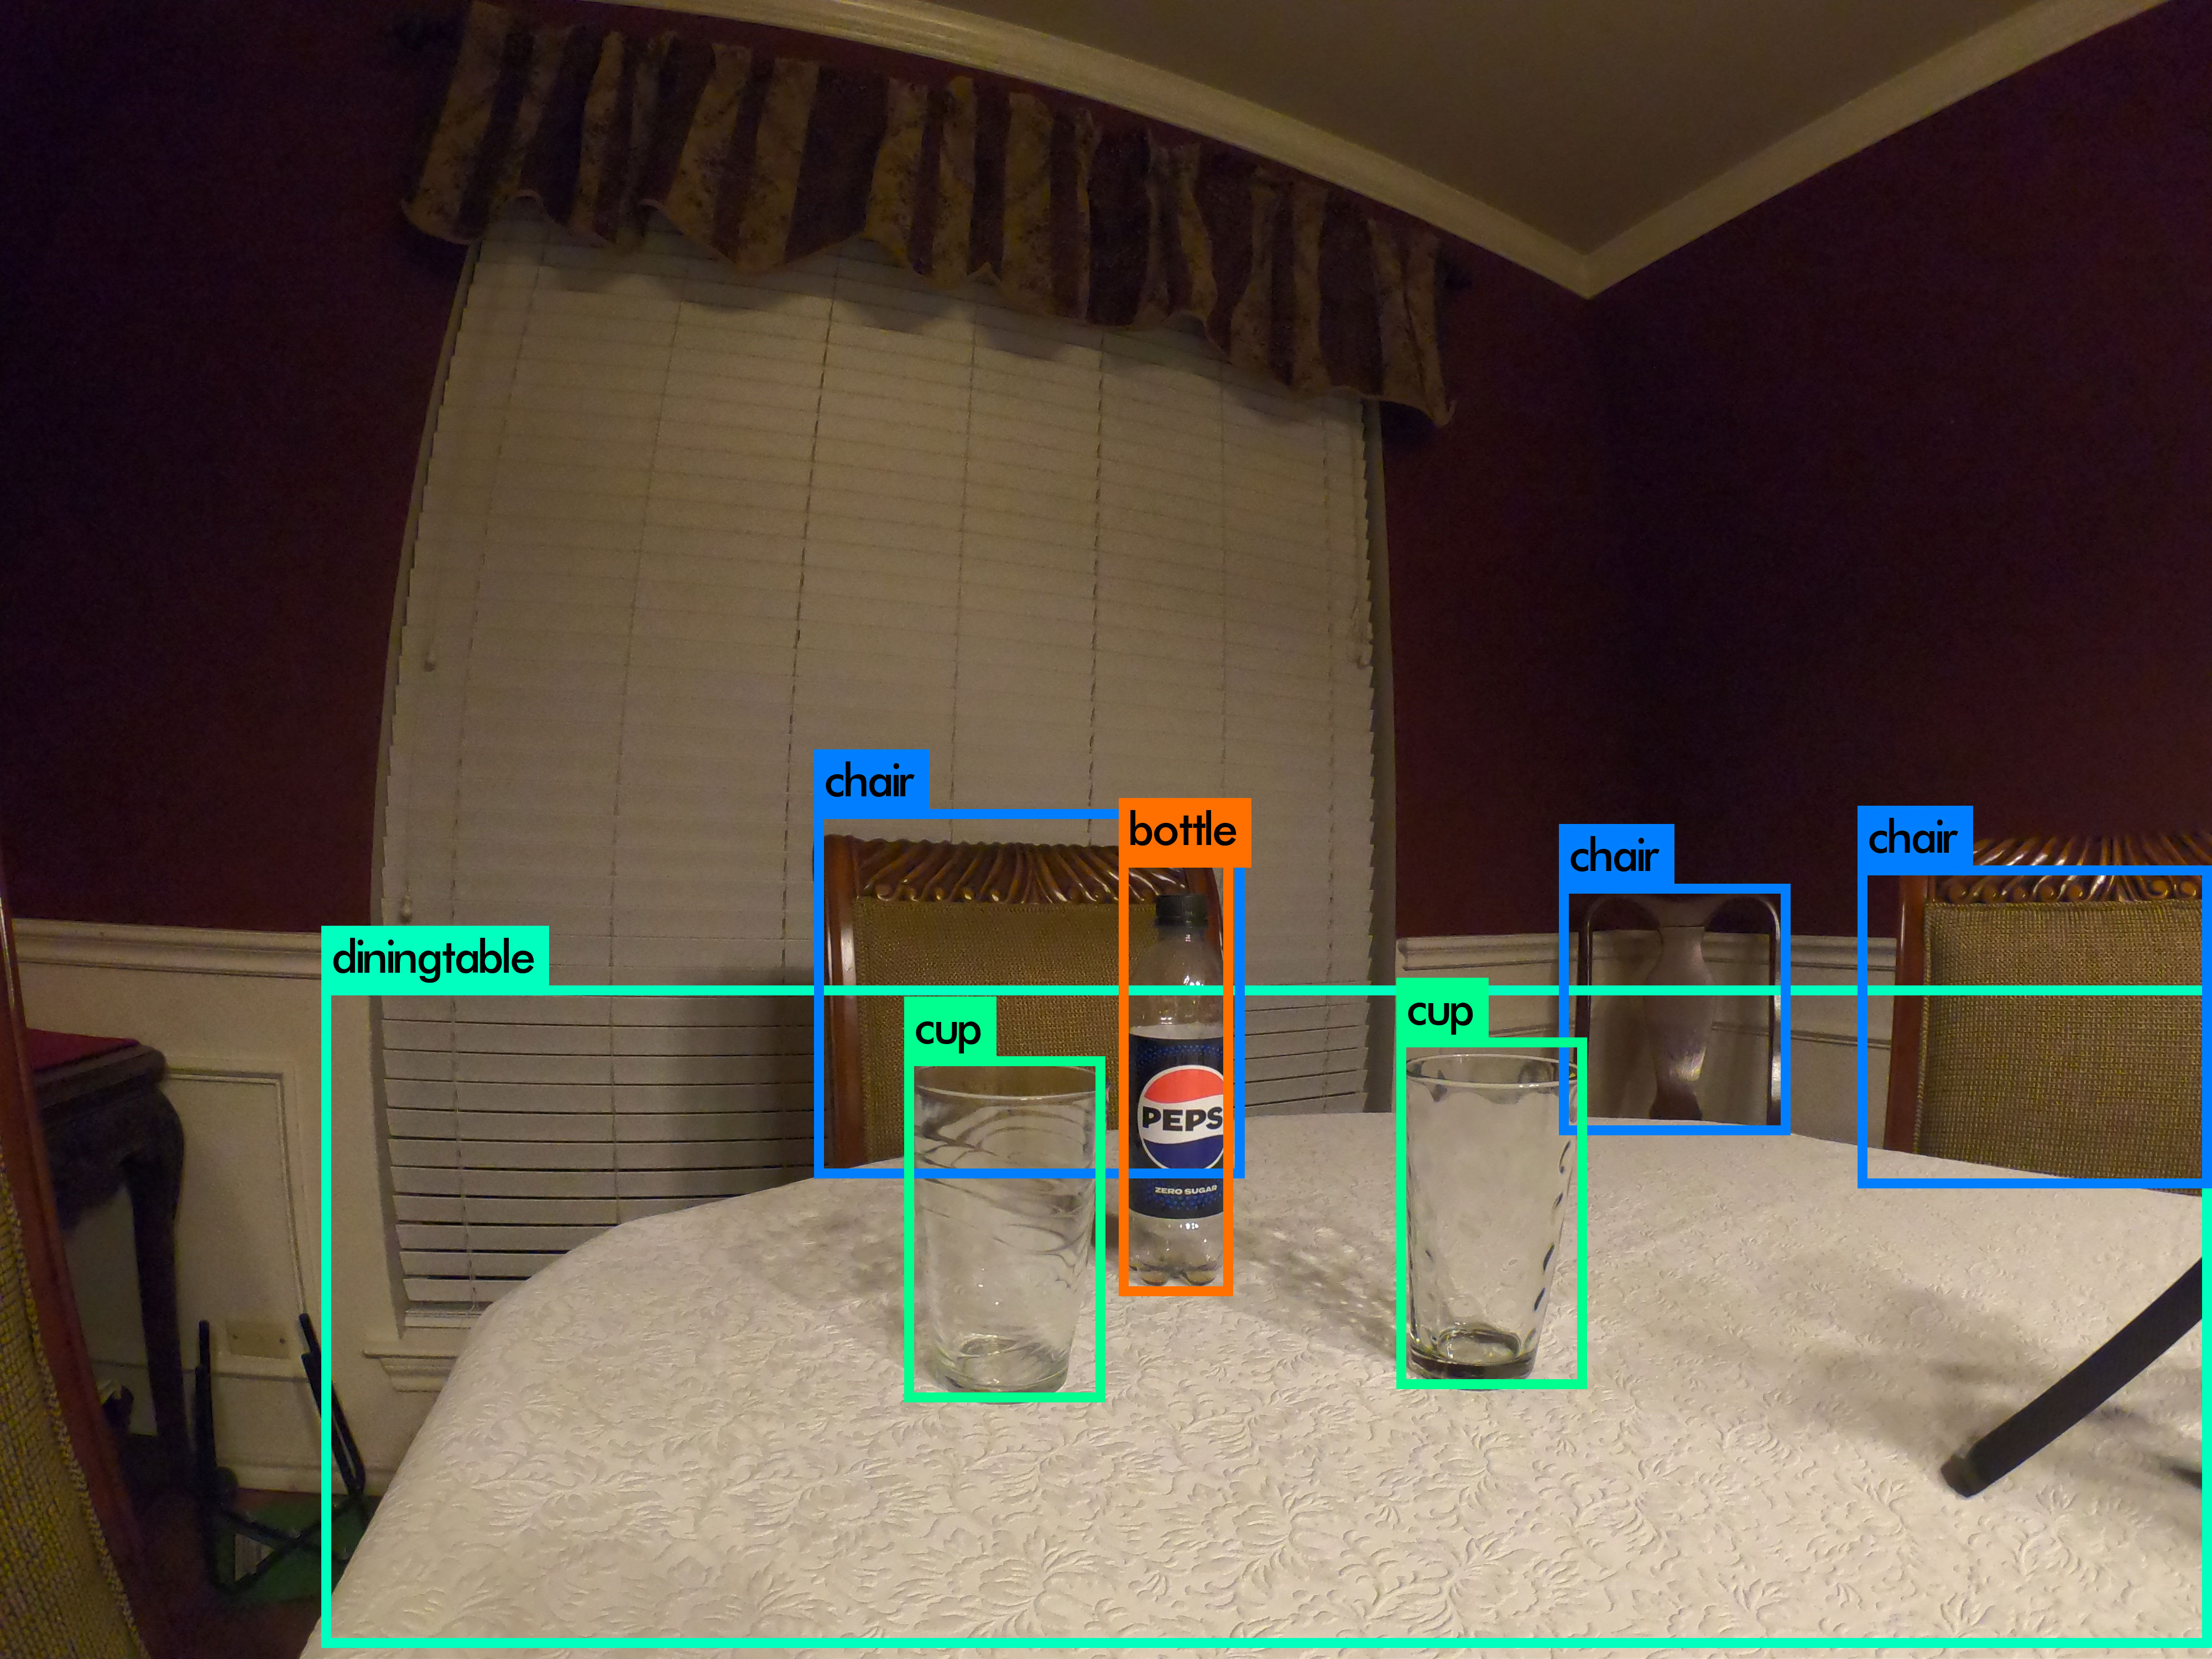 chair
bottle
chair
chair
diningtable
cup
cup
PEPS
ZERO SUGAR